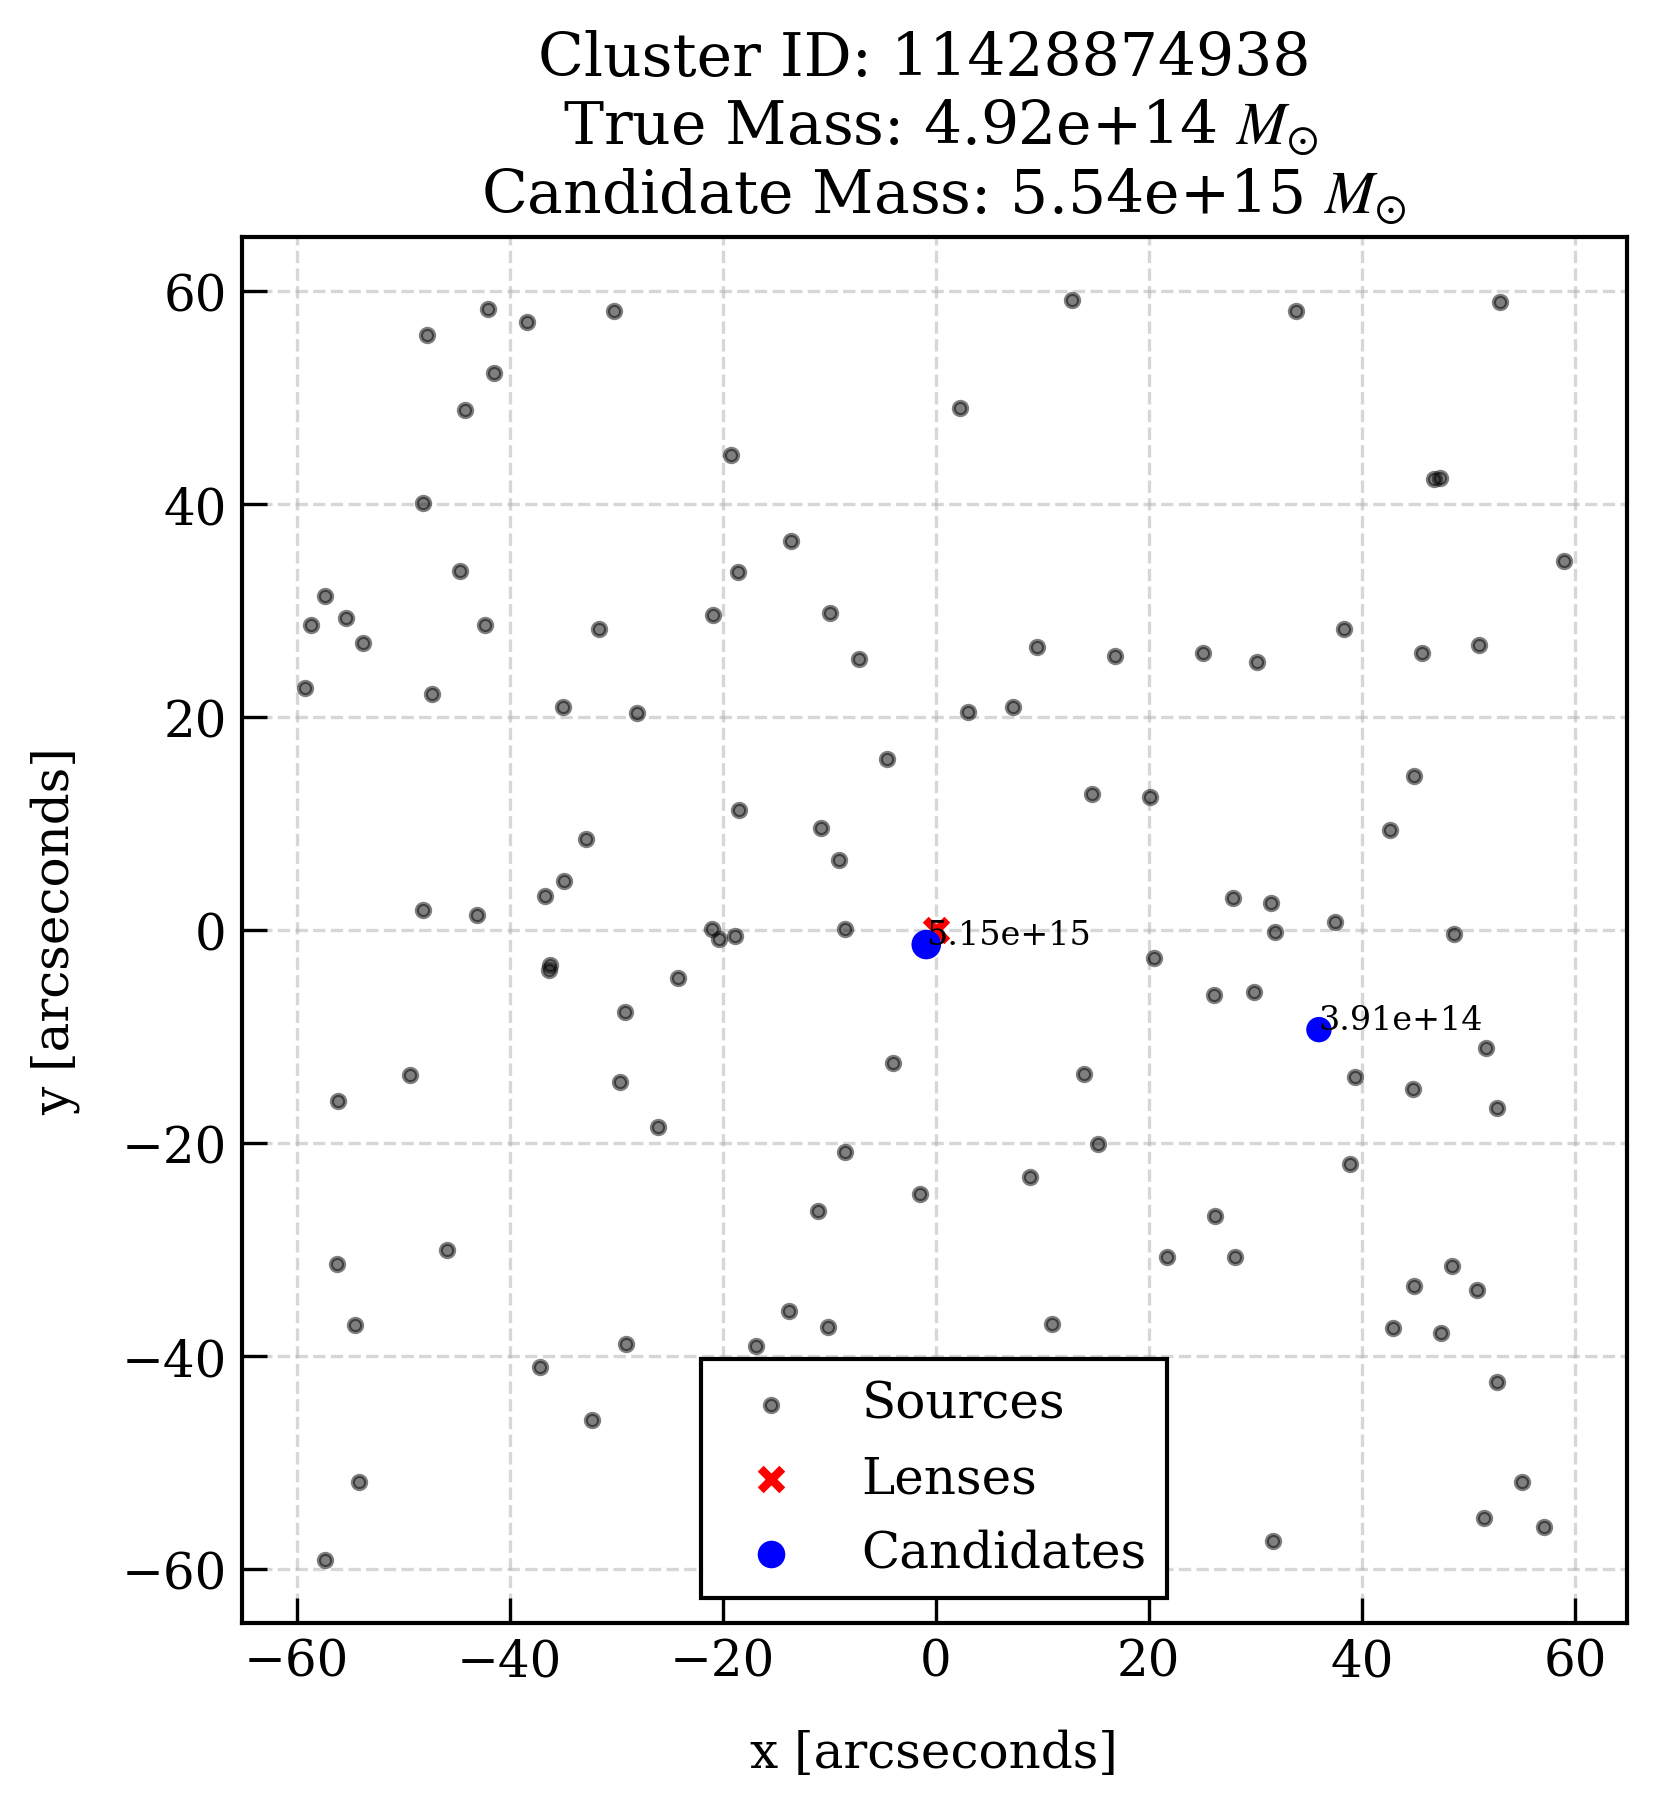 Cluster ID: 11428874938
True Mass: 4.92e+14 M⊙
Candidate Mass: 5.54e+15 M⊙
60
40
20
0
−20
−40
−60
y [arcseconds]
5.15e+15
3.91e+14
Sources
Lenses
Candidates
−60 −40 −20 0 20 40 60
x [arcseconds]